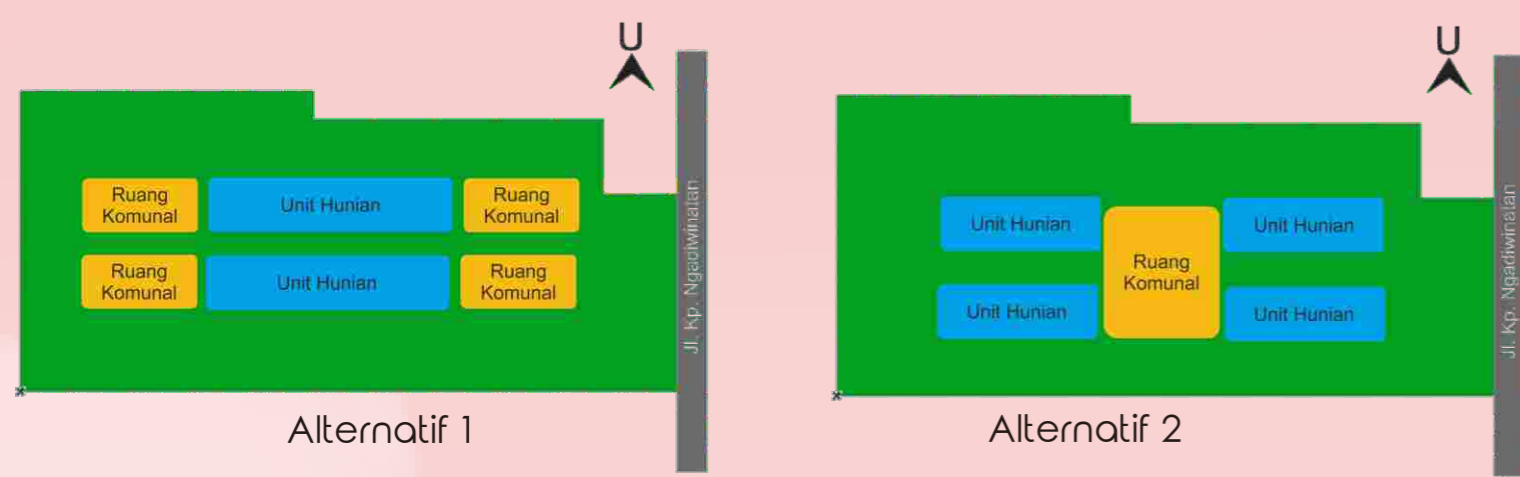 U
Ruang
Komunal
Unit Hunian
Ruang
Komunal
Ruang
Komunal
Unit Hunian
Ruang
Komunal
Jl. Kp. Ngadiwinatan
Alternatif 1
U
Unit Hunian
Unit Hunian
Ruang
Komunal
Unit Hunian
Unit Hunian
Jl. Kp. Ngadiwinatan
Alternatif 2